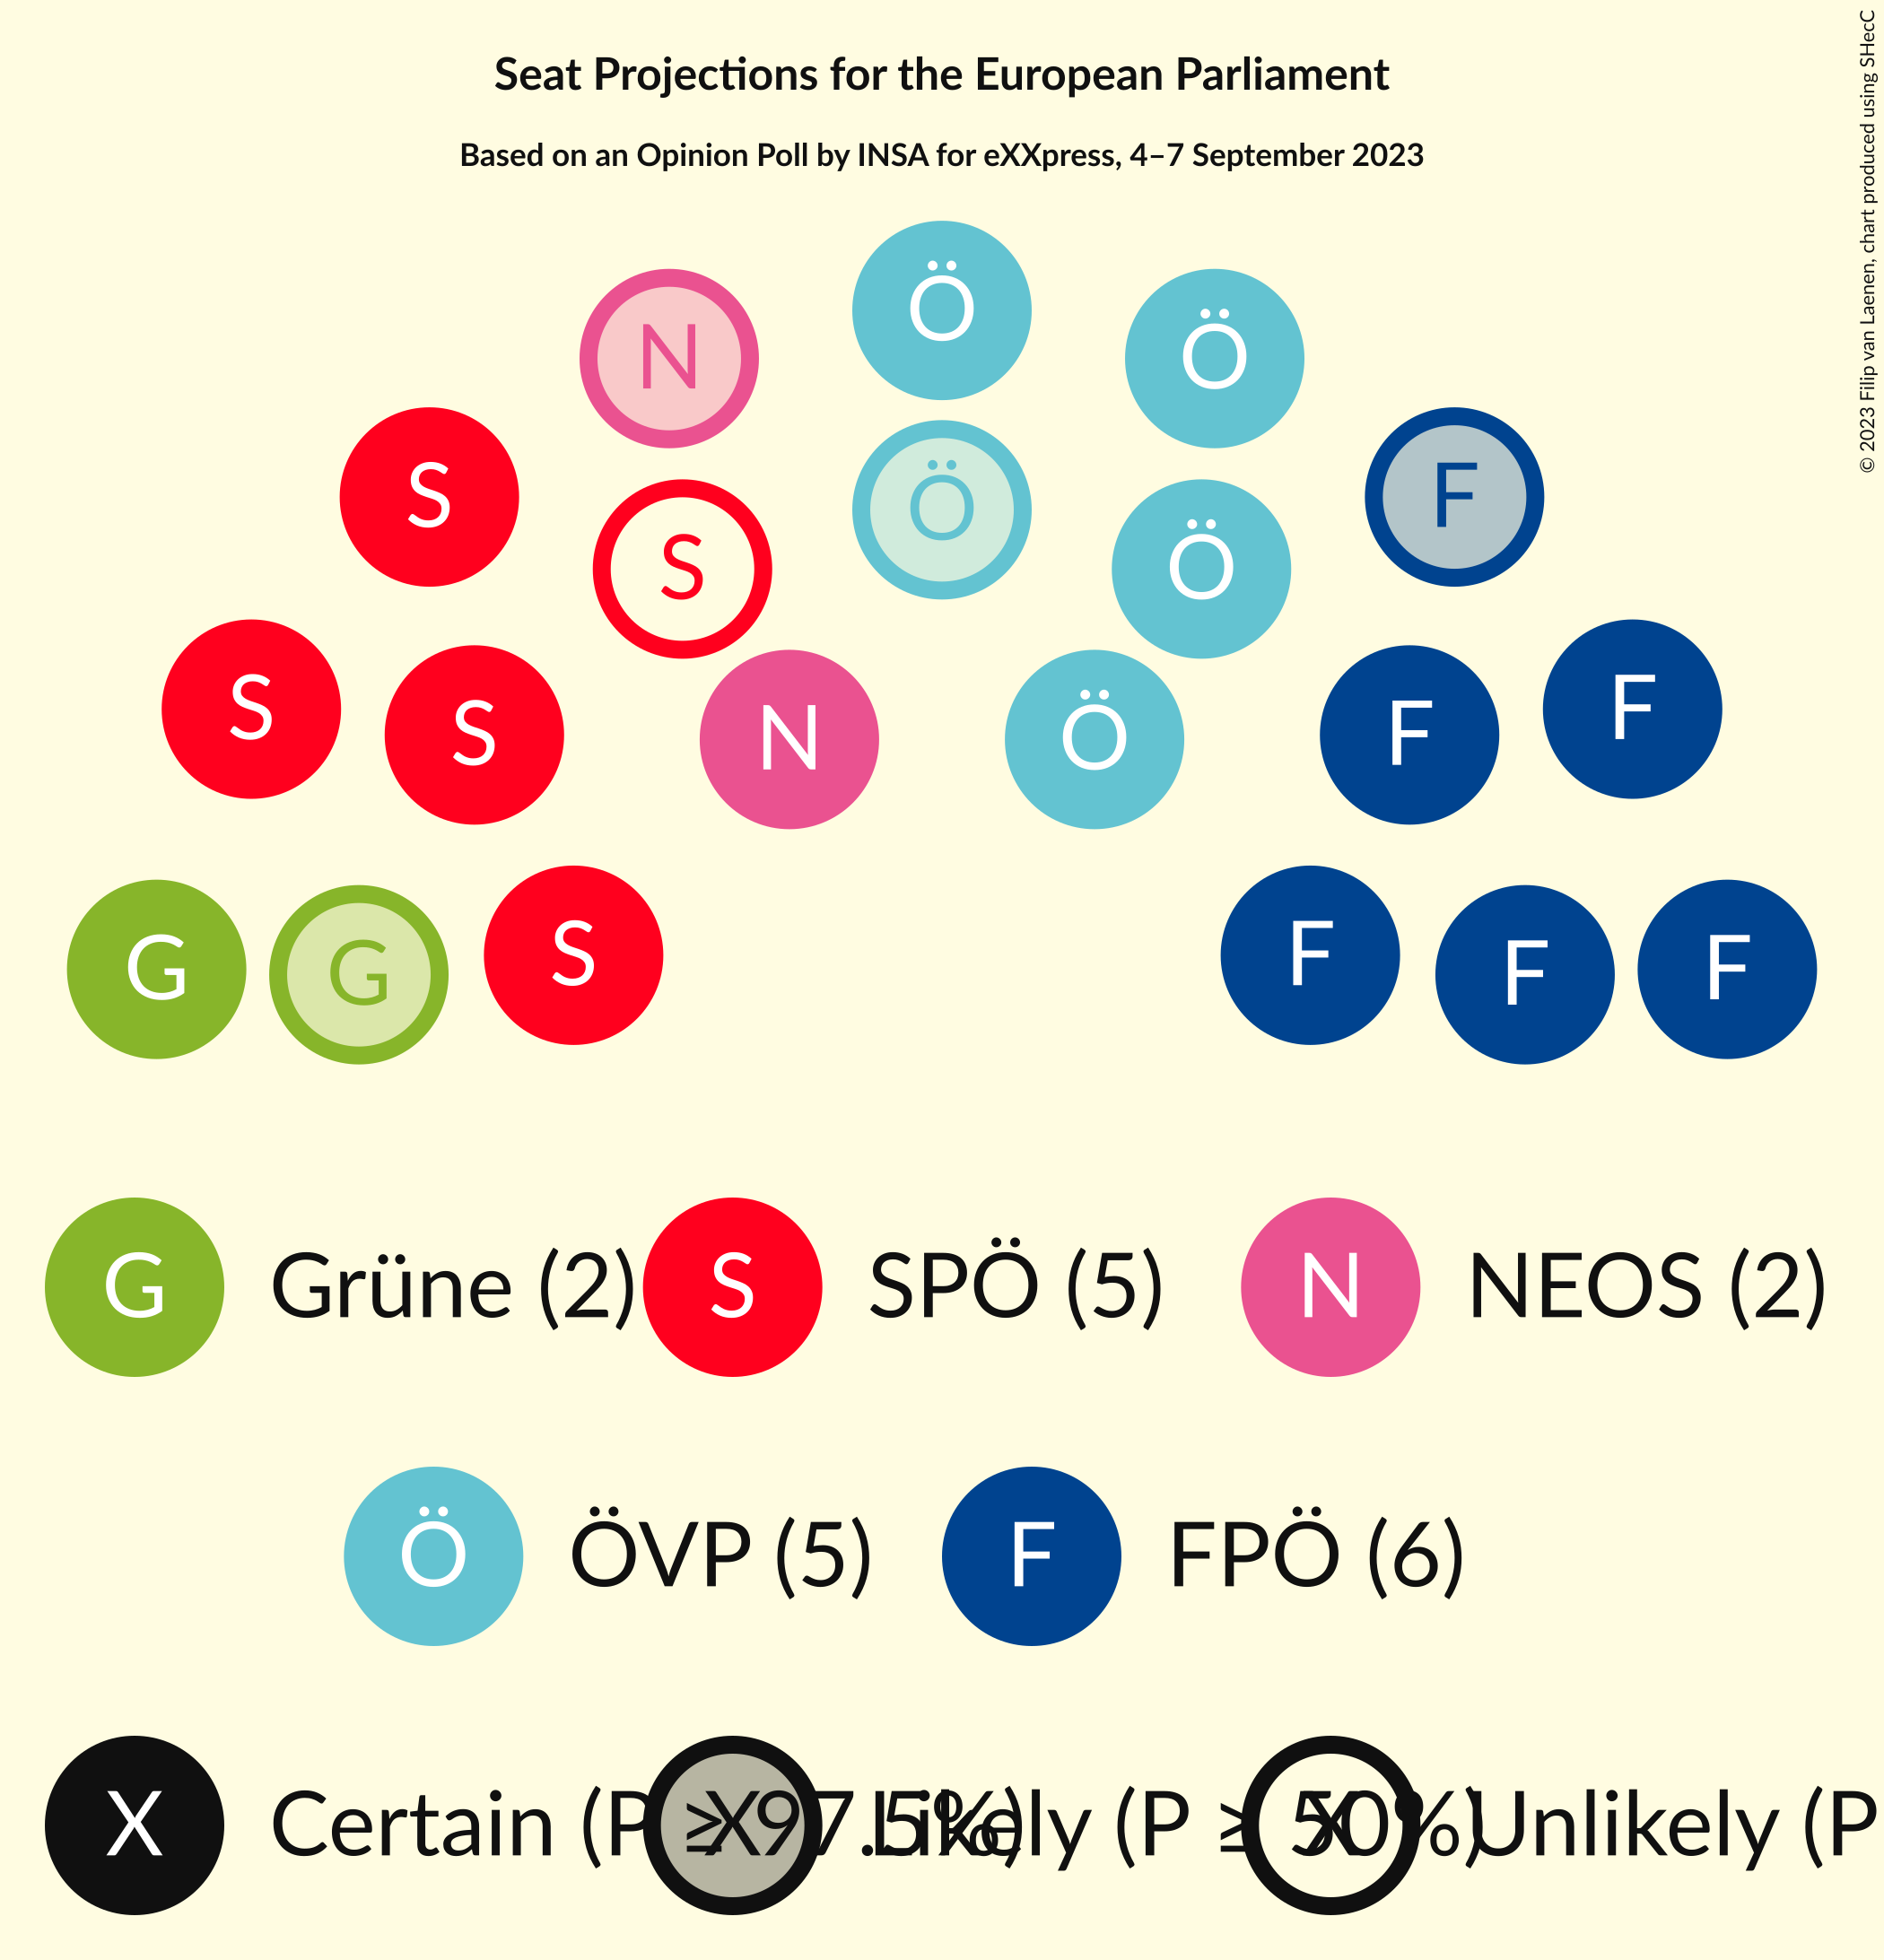 Seat Projections for the European Parliament
Based on an Opinion Poll by INSA for eXXpress, 4–7 September 2023
© 2023 Filip van Laenen, chart produced using SHecC
Ö
N Ö
S F
Ö
S Ö
S F
S N Ö F
G G S F F F
G Grüne (2) S SPÖ (5) N NEOS (2)
Ö ÖVP (5) F FPÖ (6)
X Certain (P ≥ 97.5%) X Likely (P ≥ 50%) X Unlikely (P